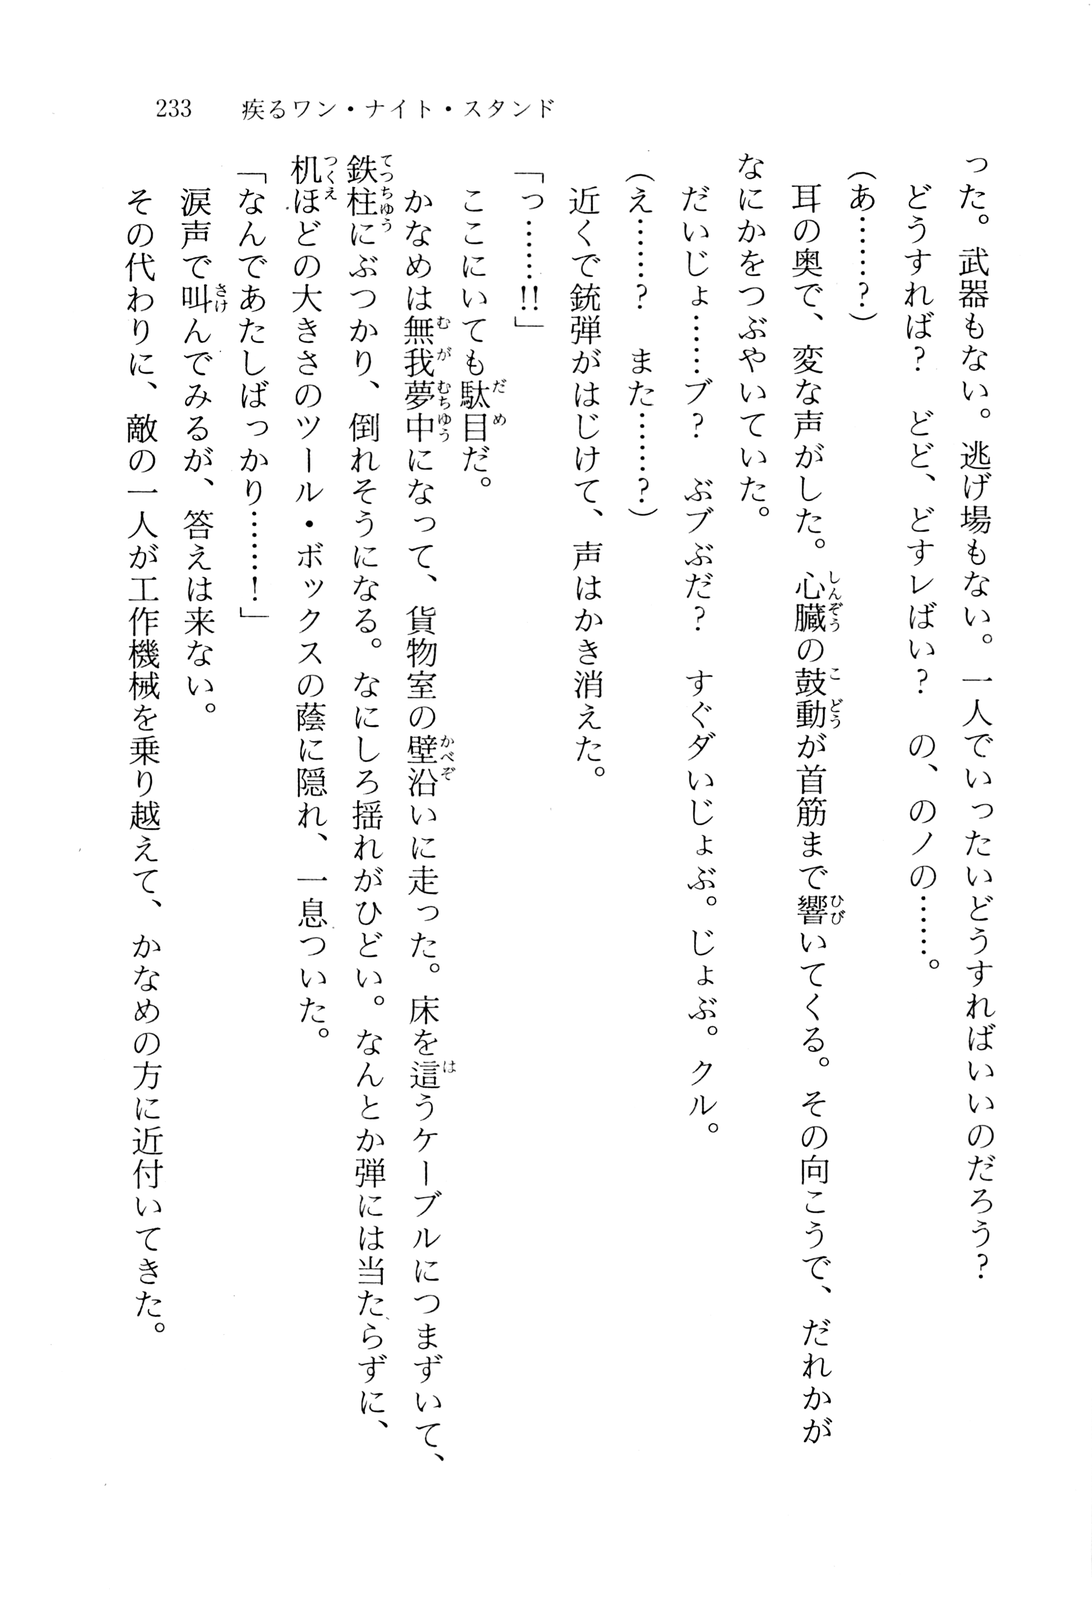 233　疾るワン・ナイト・スタンド
った。武器もない。逃げ場もない。一人でいったいどうすればいいのだろう？
　どうすれば？　どど、どすレばい？　の、のノの……。
（あ……？）
　耳の奥で、変な声がした。心臓の鼓動が首筋まで響いてくる。その向こうで、だれかが
なにかをつぶやいていた。
　だいじょ……ブ？　ぶブぶだ？　すぐダいじょぶ。じょぶ。クル。
（え……？　また……？）
　近くで銃弾がはじけて、声はかき消えた。
「っ……!!」
　ここにいても駄目だ。
　かなめは無我夢中になって、貨物室の壁沿いに走った。床を這うケーブルにつまずいて、
鉄柱にぶつかり、倒れそうになる。なにしろ揺れがひどい。なんとか弾には当たらずに、
机ほどの大きさのツール・ボックスの蔭に隠れ、一息ついた。
「なんであたしばっかり……！」
　涙声で叫んでみるが、答えは来ない。
　その代わりに、敵の一人が工作機械を乗り越えて、かなめの方に近付いてきた。